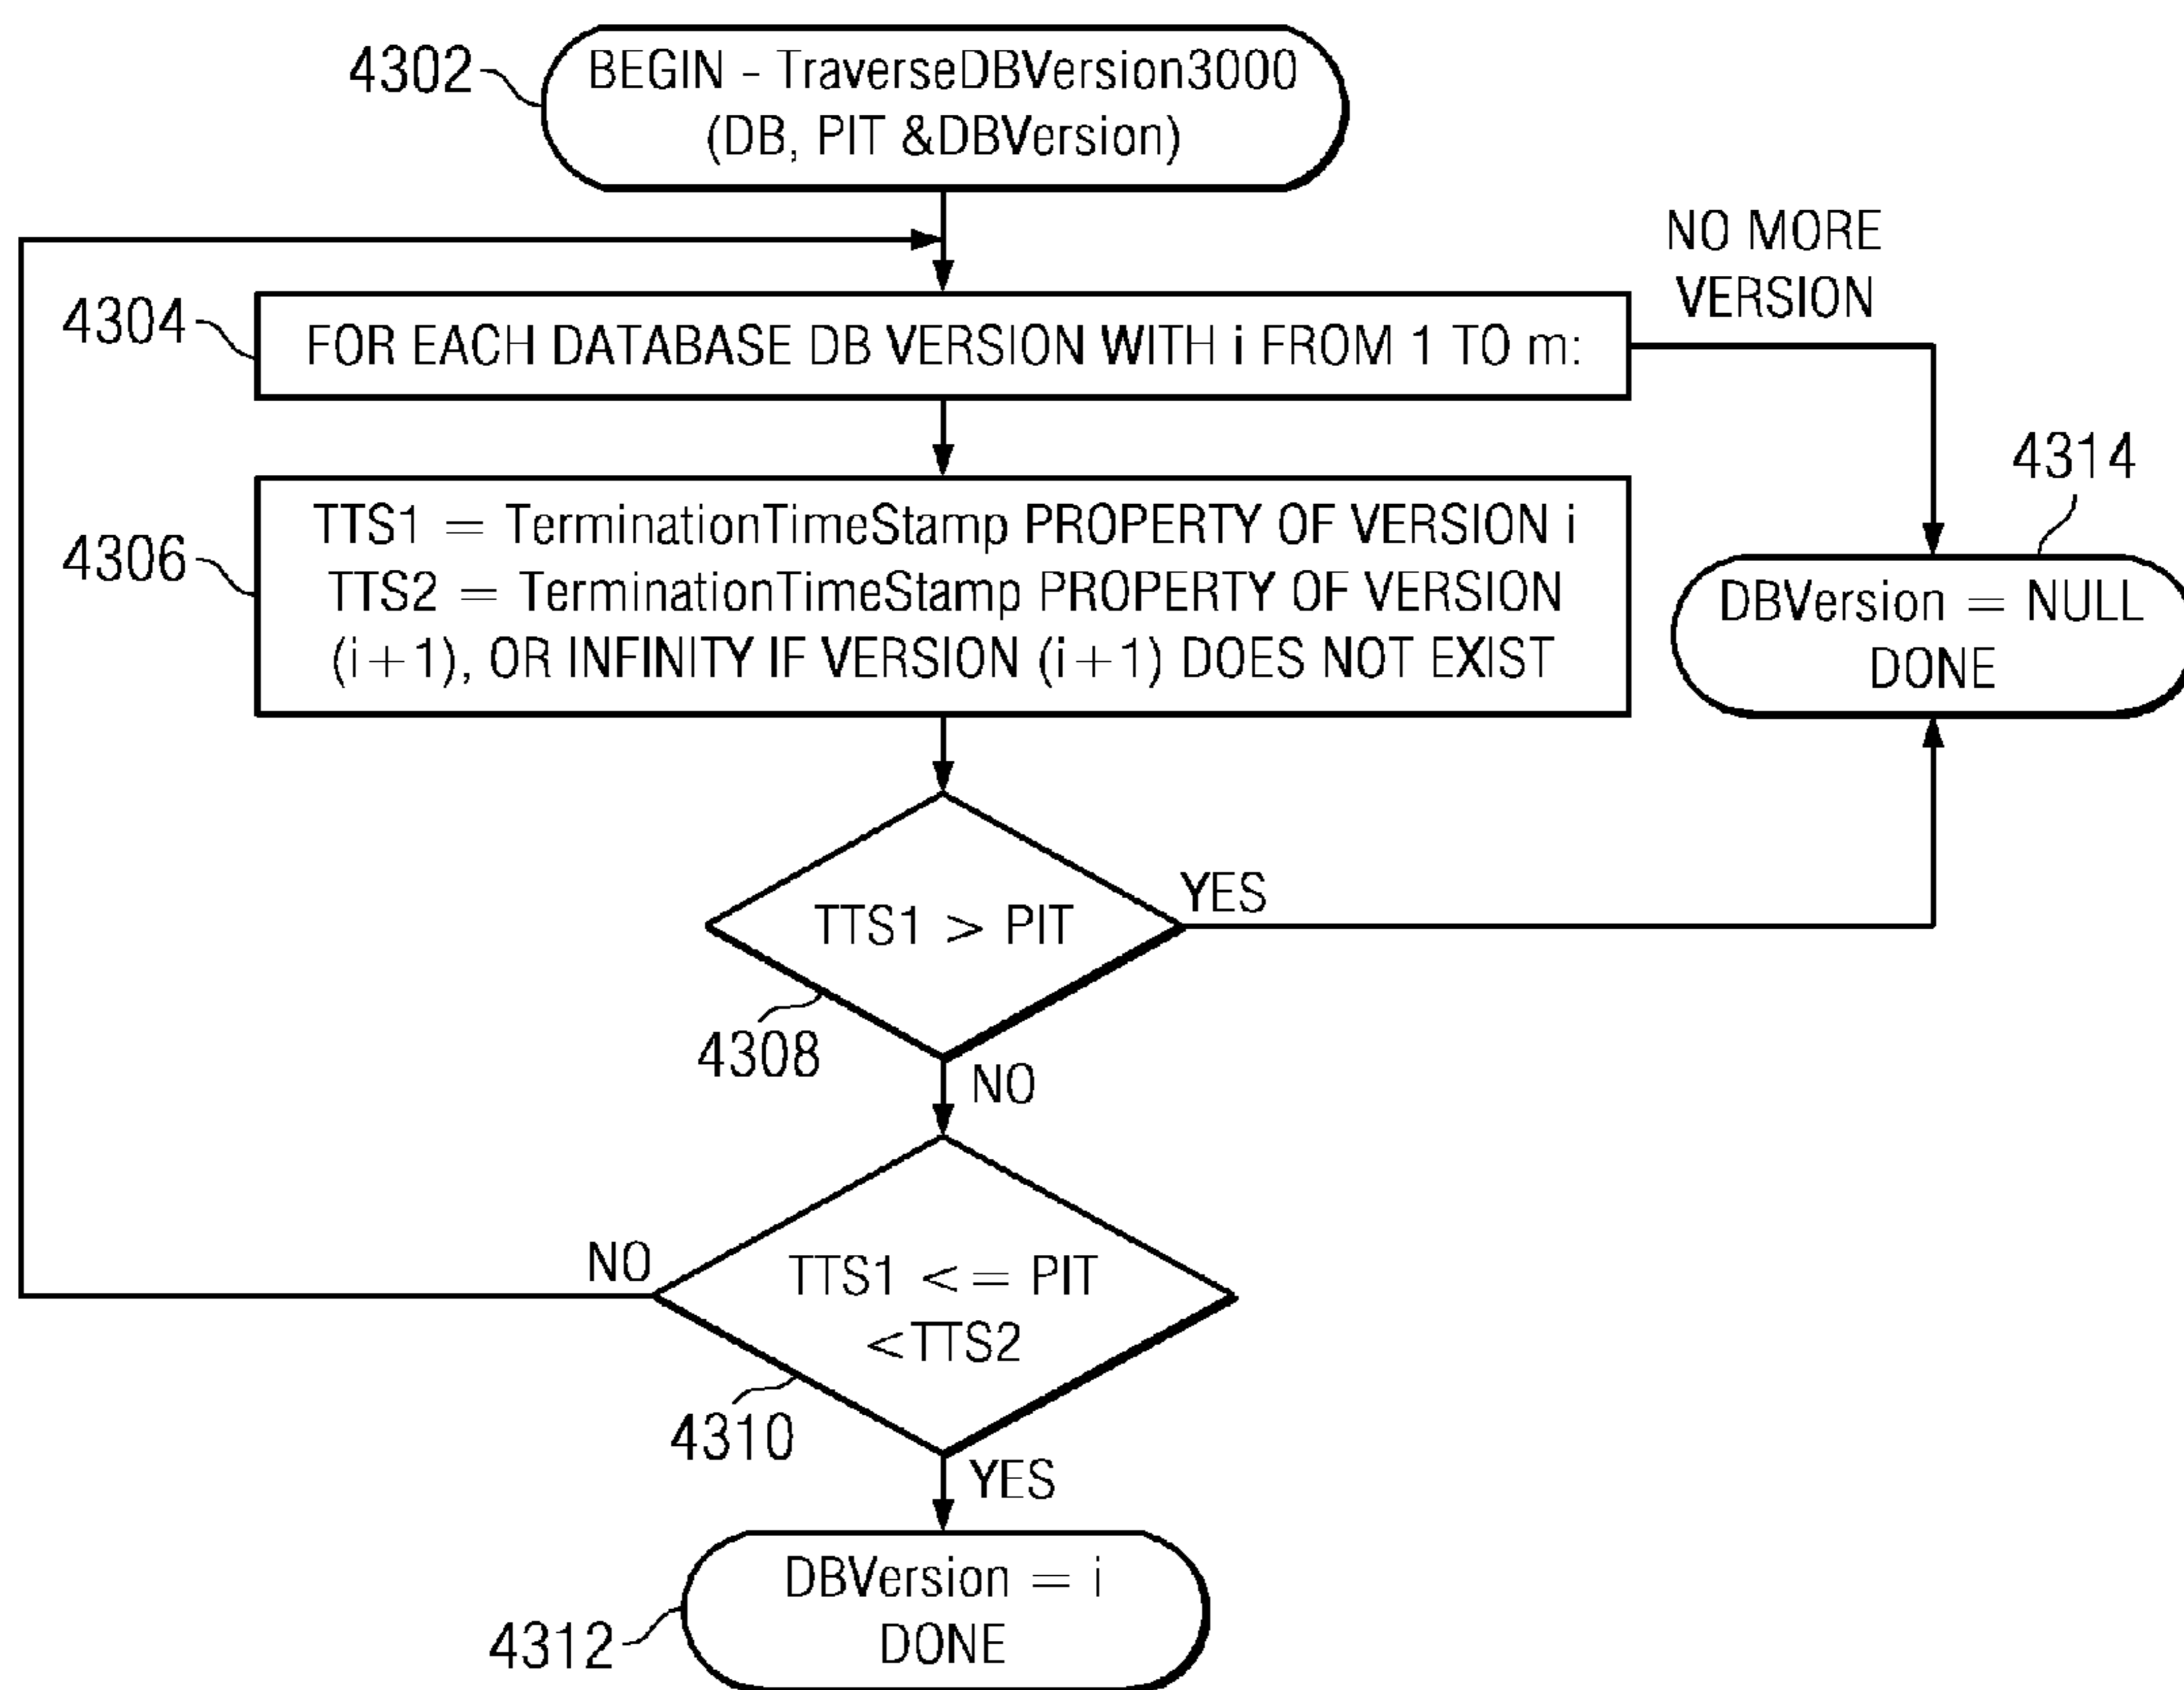 4302
BEGIN - TraverseDBVersion3000
(DB, PIT &DBVersion)
NO MORE
VERSION
4304
FOR EACH DATABASE DB VERSION WITH i FROM 1 TO m:
4314
4306
TTS1 = TerminationTimeStamp PROPERTY OF VERSION i
TTS2 = TerminationTimeStamp PROPERTY OF VERSION
(i+1), OR INFINITY IF VERSION (i+1) DOES NOT EXIST
DBVersion = NULL
DONE
TTS1 > PIT
YES
4308
NO
NO
TTS1 <= PIT
<TTS2
4310
YES
DBVersion = i
DONE
4312